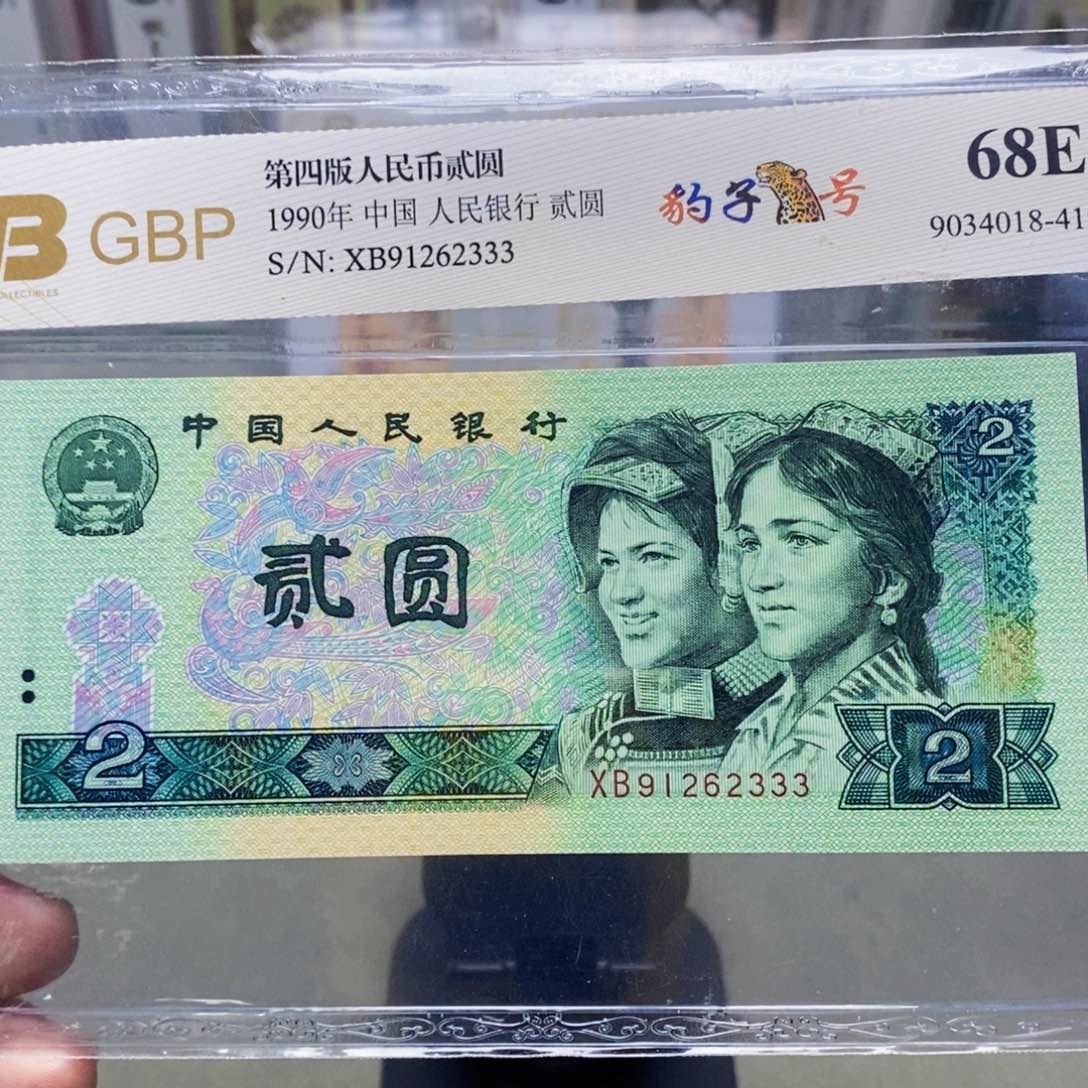 第四版人民币贰圆
1990年 中国 人民银行 贰圆
S/N: XB91262333
GBP
豹子号
68E
9034018-41
中国人民银行
贰圆
2
2
2
XB91262333